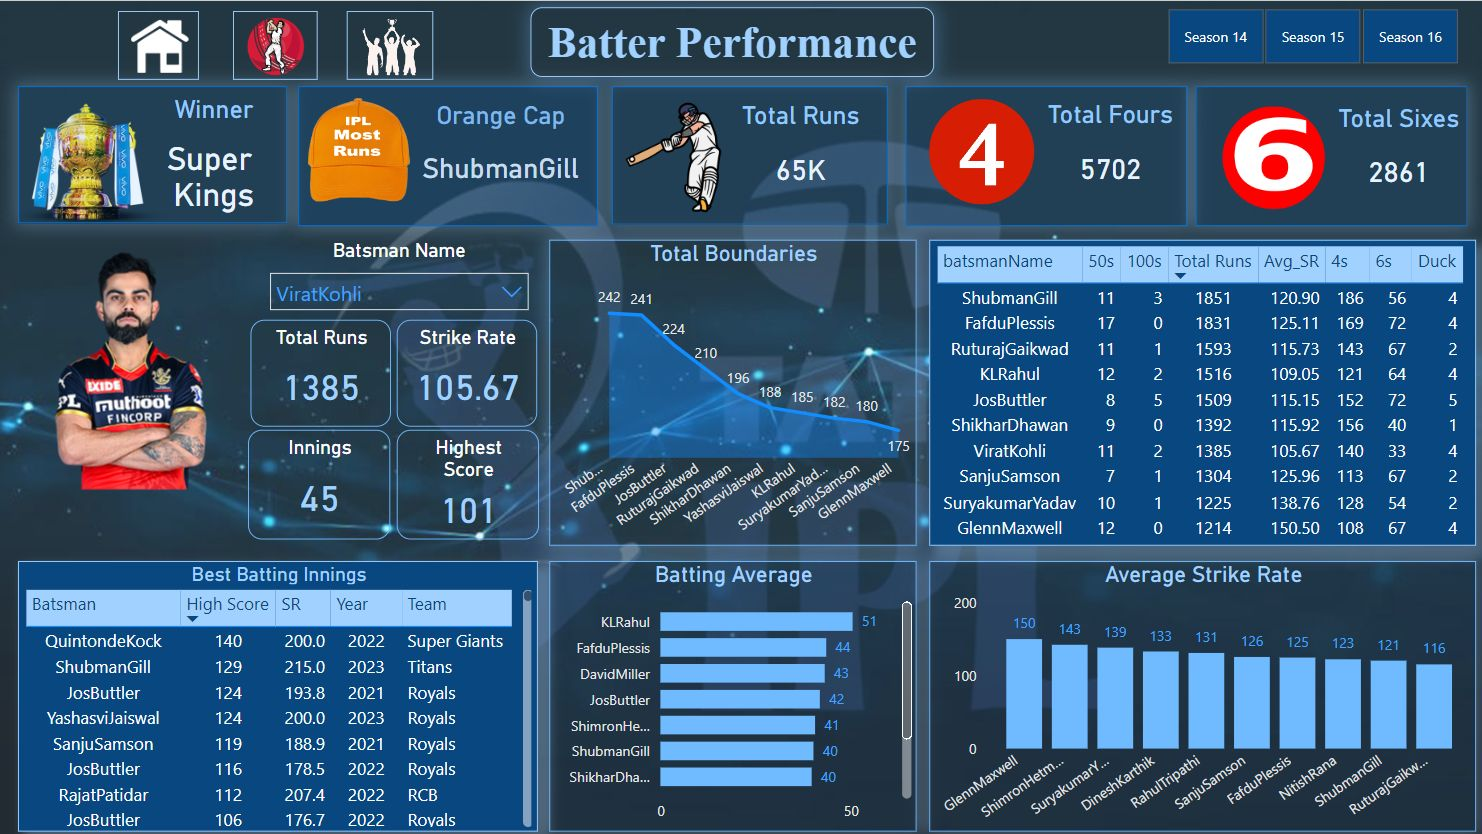 Batter Performance
Season 14
Season 15
Season 16
Winner
Super
Kings
IPL
Most
Runs
Orange Cap
ShubmanGill
Total Runs
65K
4
Total Fours
5702
6
Total Sixes
2861
Batsman Name
ViratKohli
Total Runs
1385
Strike Rate
105.67
Innings
45
Highest
Score
101
muthoot
FINCORP
Total Boundaries
242
241
224
210
196
188
185
182
180
175
Shub...
FafduPlessis
JosButtler
RuturajGaikwad
ShikharDhawan
YashasviJaiswal
KLRahul
SuryakumarYad...
SanjuSamson
GlennMaxwell
batsmanName 50s 100s Total Runs Avg_SR 4s 6s Duck
ShubmanGill 11 3 1851 120.90 186 56 4
FafduPlessis 17 0 1831 125.11 169 72 4
RuturajGaikwad 11 1 1593 115.73 143 67 2
KLRahul 12 2 1516 109.05 121 64 4
JosButtler 8 5 1509 115.15 152 72 5
ShikharDhawan 9 0 1392 115.92 156 40 1
ViratKohli 11 2 1385 105.67 140 33 4
SanjuSamson 7 1 1304 125.96 113 67 2
SuryakumarYadav 10 1 1225 138.76 128 54 2
GlennMaxwell 12 0 1214 150.50 108 67 4
Best Batting Innings
Batsman High Score SR Year Team
QuintondeKock 140 200.0 2022 Super Giants
ShubmanGill 129 215.0 2023 Titans
JosButtler 124 193.8 2021 Royals
YashasviJaiswal 124 200.0 2023 Royals
SanjuSamson 119 188.9 2021 Royals
JosButtler 116 178.5 2022 Royals
RajatPatidar 112 207.4 2022 RCB
JosButtler 106 176.7 2022 Royals
Batting Average
KLRahul 51
FafduPlessis 44
DavidMiller 43
JosButtler 42
ShimronHe... 41
ShubmanGill 40
ShikharDha... 40
0 50
Average Strike Rate
200
100
0
150
143
139
133
131
126
125
123
121
116
GlennMaxwell
ShimronHetm...
SuryakumarY...
DineshKarthik
RahulTripathi
SanjuSamson
FafduPlessis
NitishRana
ShubmanGill
RuturajGaikw...
TATA
IPL